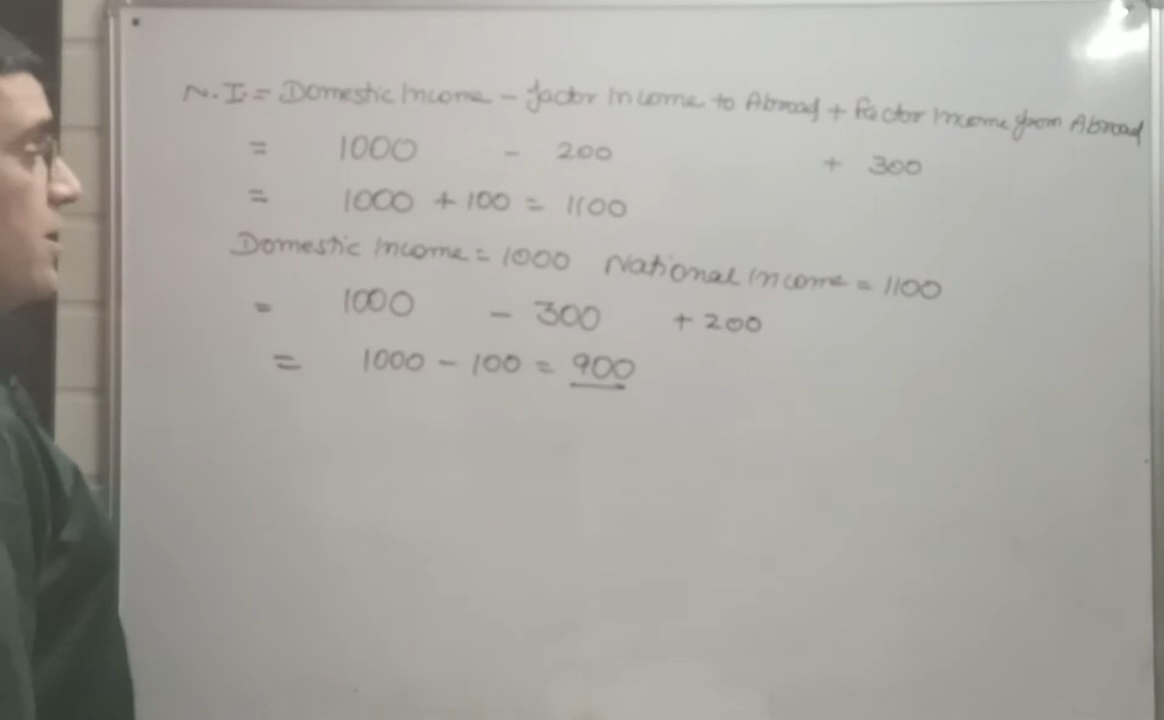 N.I. = Domestic Income - factor Income to Abroad + factor Income from Abroad
= 1000 - 200 + 300
= 1000 + 100 = 1100
Domestic Income = 1000 National Income = 1100
= 1000 - 300 + 200
= 1000 - 100 = 900